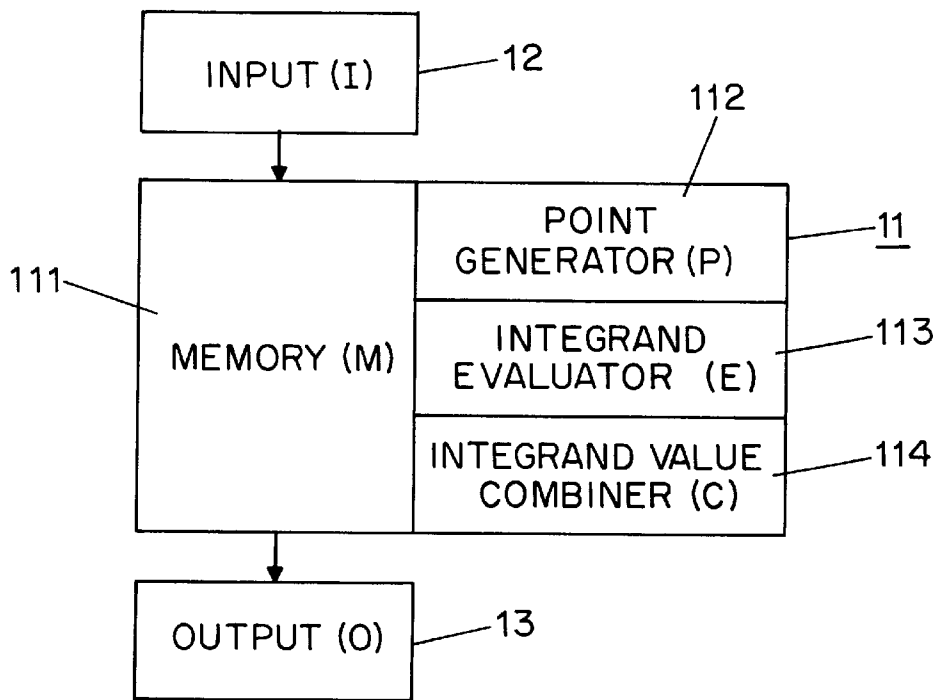 INPUT (I)
12
112
POINT
GENERATOR (P)
11
111
MEMORY (M)
INTEGRAND
EVALUATOR (E)
113
INTEGRAND VALUE
COMBINER (C)
114
OUTPUT (O)
13